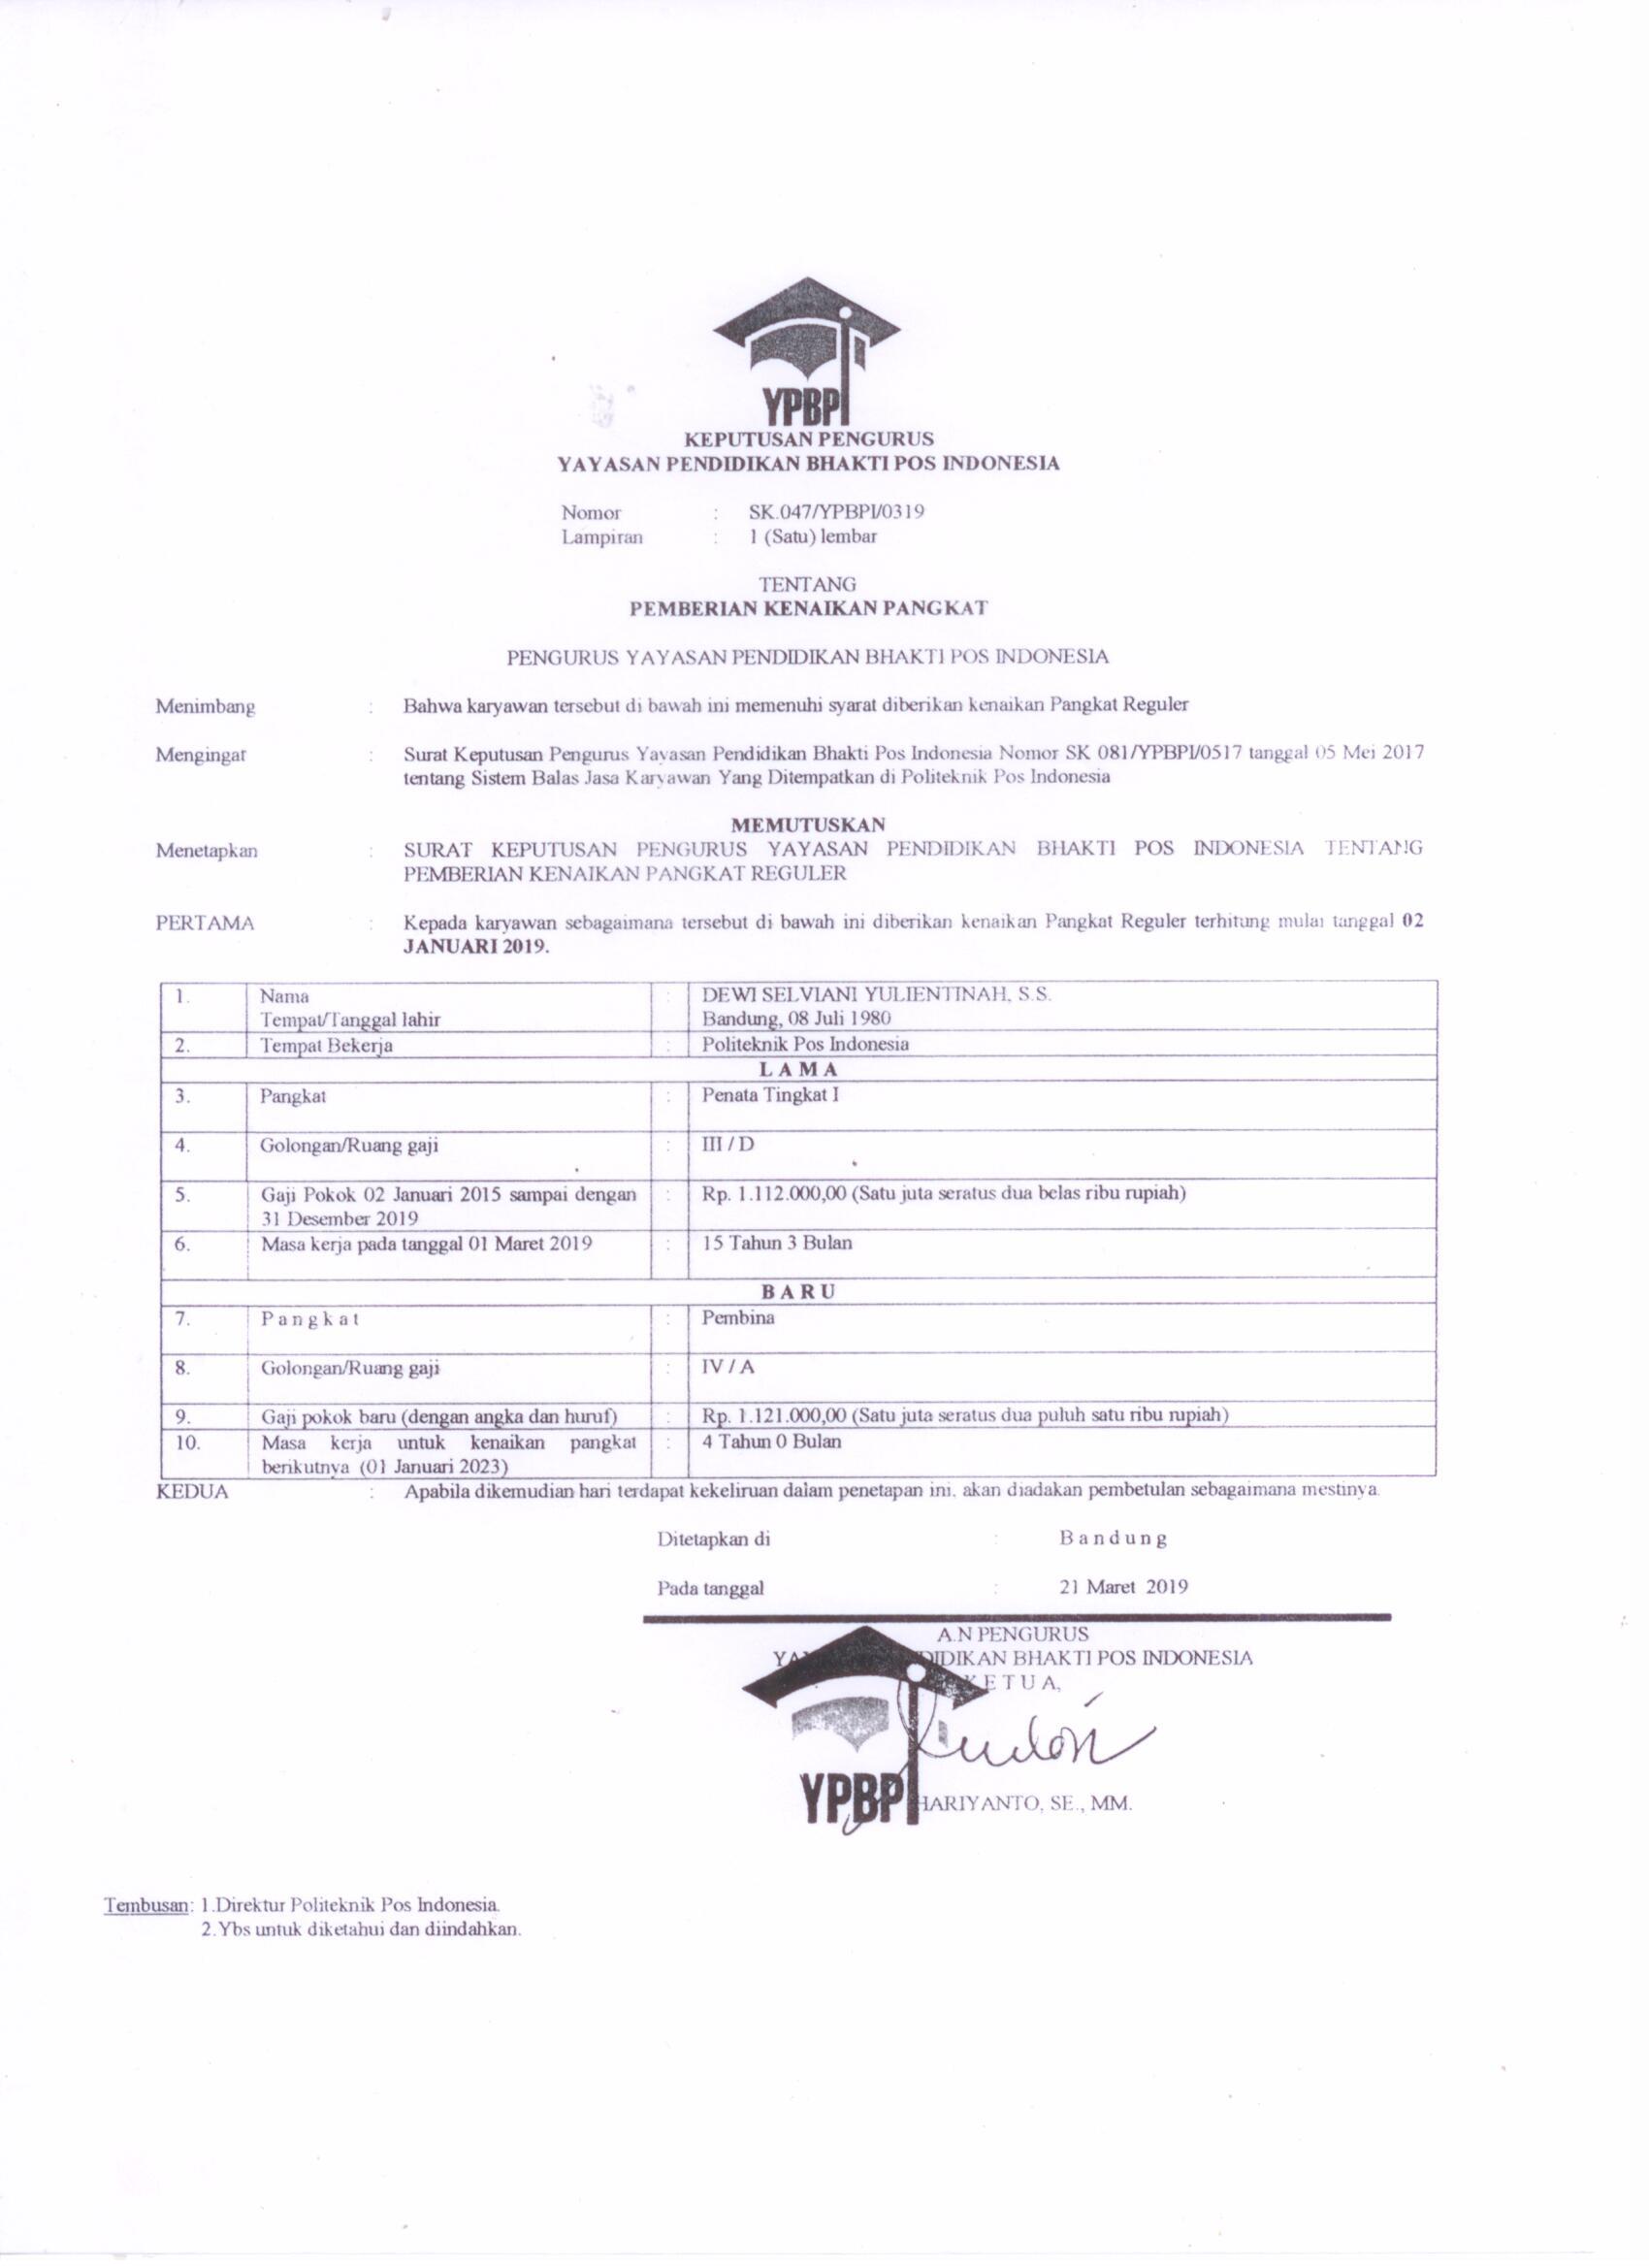 YPBPI
KEPUTUSAN PENGURUS
YAYASAN PENDIDIKAN BHAKTI POS INDONESIA
Nomor : SK.047/YPBPI/0319
Lampiran : 1 (Satu) lembar
TENTANG
PEMBERIAN KENAIKAN PANGKAT
PENGURUS YAYASAN PENDIDIKAN BHAKTI POS INDONESIA
Menimbang : Bahwa karyawan tersebut di bawah ini memenuhi syarat diberikan kenaikan Pangkat Reguler
Mengingat : Surat Keputusan Pengurus Yayasan Pendidikan Bhakti Pos Indonesia Nomor SK 081/YPBPI/0517 tanggal 05 Mei 2017
tentang Sistem Balas Jasa Karyawan Yang Ditempatkan di Politeknik Pos Indonesia
MEMUTUSKAN
Menetapkan : SURAT KEPUTUSAN PENGURUS YAYASAN PENDIDIKAN BHAKTI POS INDONESIA TENTANG
PEMBERIAN KENAIKAN PANGKAT REGULER
PERTAMA : Kepada karyawan sebagaimana tersebut di bawah ini diberikan kenaikan Pangkat Reguler terhitung mulai tanggal 02
JANUARI 2019.
1. Nama : DEWI SELVIANI YULIENTINAH, S.S.
Tempat/Tanggal lahir Bandung, 08 Juli 1980
2. Tempat Bekerja : Politeknik Pos Indonesia
L A M A
3. Pangkat : Penata Tingkat I
4. Golongan/Ruang gaji : III / D
5. Gaji Pokok 02 Januari 2015 sampai dengan : Rp. 1.112.000,00 (Satu juta seratus dua belas ribu rupiah)
31 Desember 2019
6. Masa kerja pada tanggal 01 Maret 2019 : 15 Tahun 3 Bulan
B A R U
7. P a n g k a t : Pembina
8. Golongan/Ruang gaji : IV / A
9. Gaji pokok baru (dengan angka dan huruf) : Rp. 1.121.000,00 (Satu juta seratus dua puluh satu ribu rupiah)
10. Masa kerja untuk kenaikan pangkat : 4 Tahun 0 Bulan
berikutnya (01 Januari 2023)
KEDUA : Apabila dikemudian hari terdapat kekeliruan dalam penetapan ini, akan diadakan pembetulan sebagaimana mestinya.
Ditetapkan di : B a n d u n g
Pada tanggal : 21 Maret 2019
A.N PENGURUS
BHAKTI POS INDONESIA
K E T U A,
YPBPI
HARIYANTO, SE., MM.
Tembusan: 1.Direktur Politeknik Pos Indonesia.
2.Ybs untuk diketahui dan diindahkan.